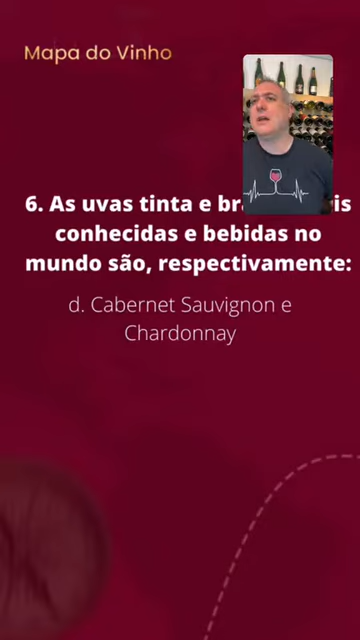 Mapa do Vinho
6. As uvas tinta e
conhecidas e bebidas no
mundo são, respectivamente:
d. Cabernet Sauvignon e
Chardonnay